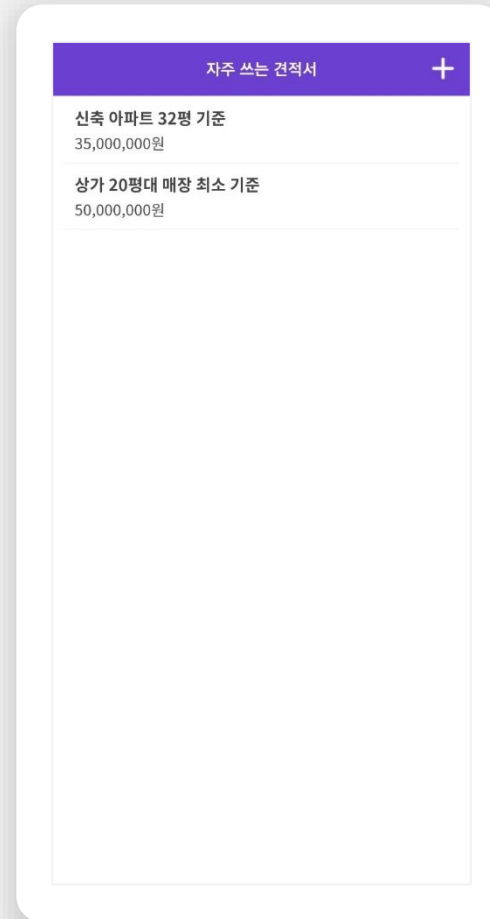 자주 쓰는 견적서
신축 아파트 32평 기준
35,000,000원
상가 20평대 매장 최소 기준
50,000,000원